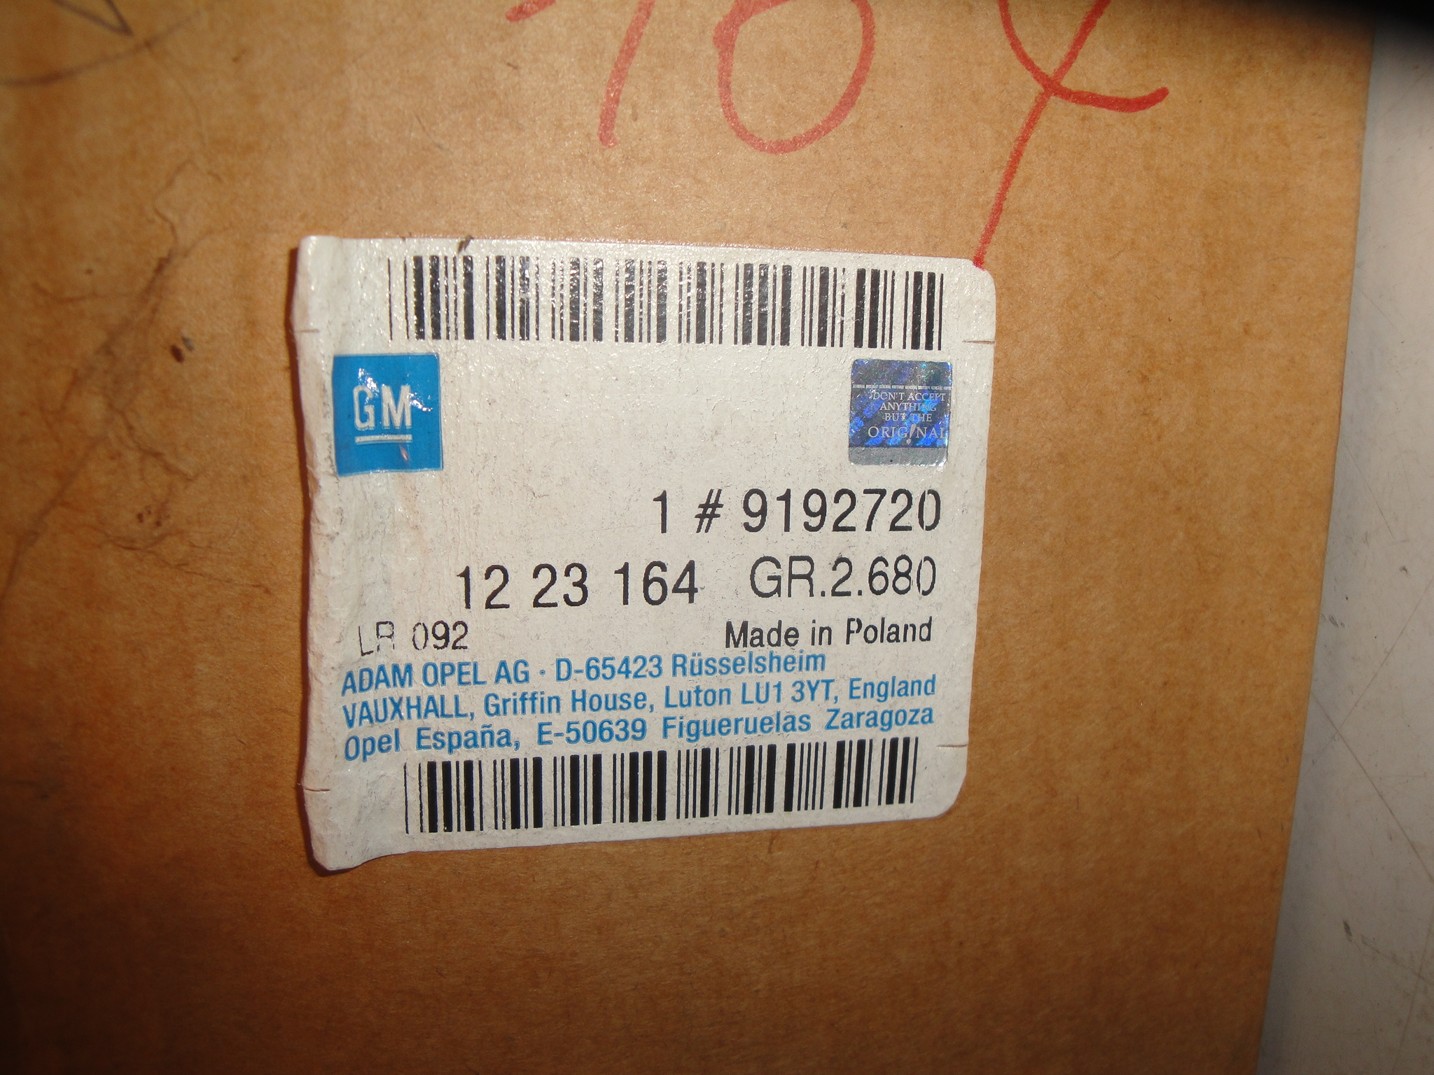 GM
DON'T ACCEPT
ANYTHING
BUT THE
ORIGINAL
1 # 9192720
12 23 164 GR.2.680
LR 092 Made in Poland
ADAM OPEL AG · D-65423 Rüsselsheim
VAUXHALL, Griffin House, Luton LU1 3YT, England
Opel España, E-50639 Figueruelas Zaragoza